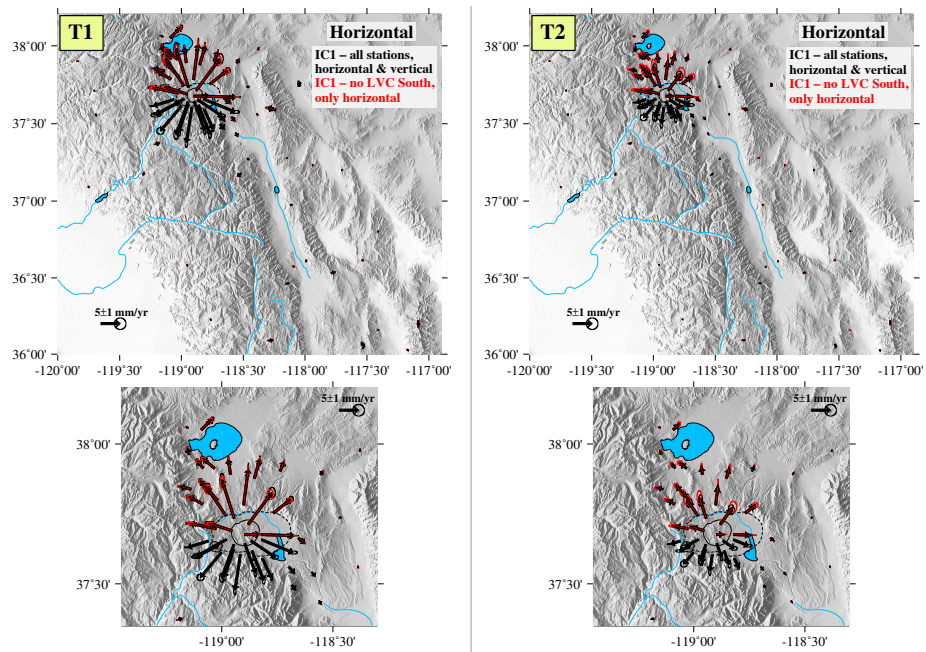 T1
Horizontal
IC1 – all stations,
horizontal & vertical
IC1 – no LVC South,
only horizontal
38°00'
37°30'
37°00'
36°30'
36°00'
5±1 mm/yr
-120°00'
-119°30'
-119°00'
-118°30'
-118°00'
-117°30'
-117°00'
5±1 mm/yr
38°00'
37°30'
-119°00'
-118°30'
T2
Horizontal
IC1 – all stations,
horizontal & vertical
IC1 – no LVC South,
only horizontal
38°00'
37°30'
37°00'
36°30'
36°00'
5±1 mm/yr
-120°00'
-119°30'
-119°00'
-118°30'
-118°00'
-117°30'
-117°00'
5±1 mm/yr
38°00'
37°30'
-119°00'
-118°30'